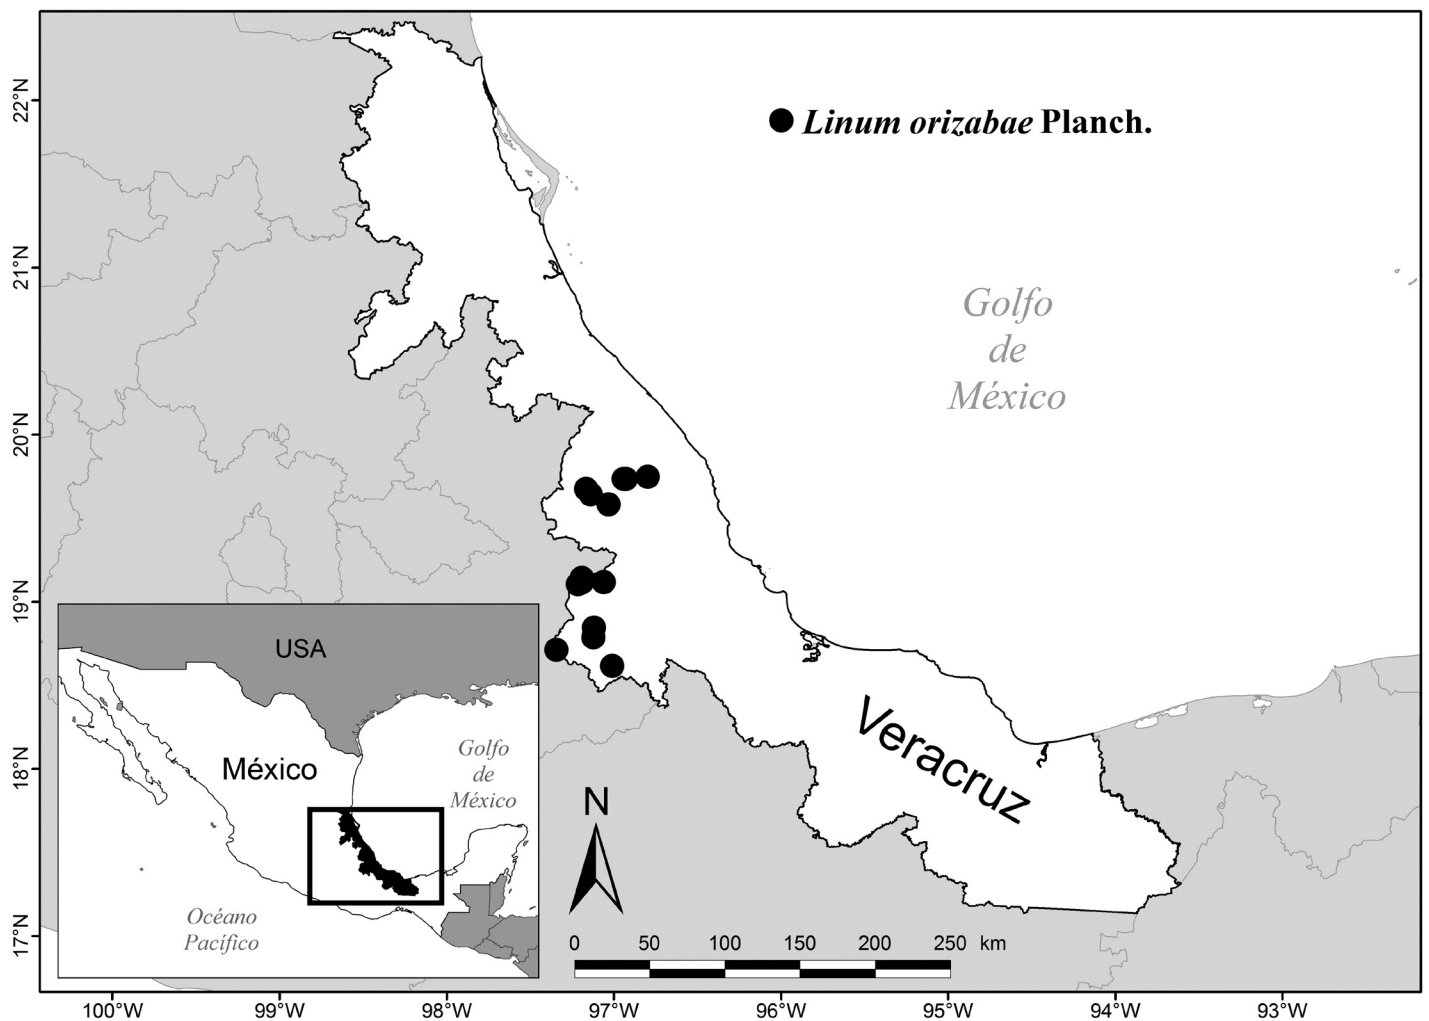 22°N
21°N
20°N
19°N
18°N
17°N
Linum orizabae Planch.
Golfo
de
México
Veracruz
USA
México
Golfo
de
México
Océano
Pacífico
N
0 50 100 150 200 250 km
100°W 99°W 98°W 97°W 96°W 95°W 94°W 93°W